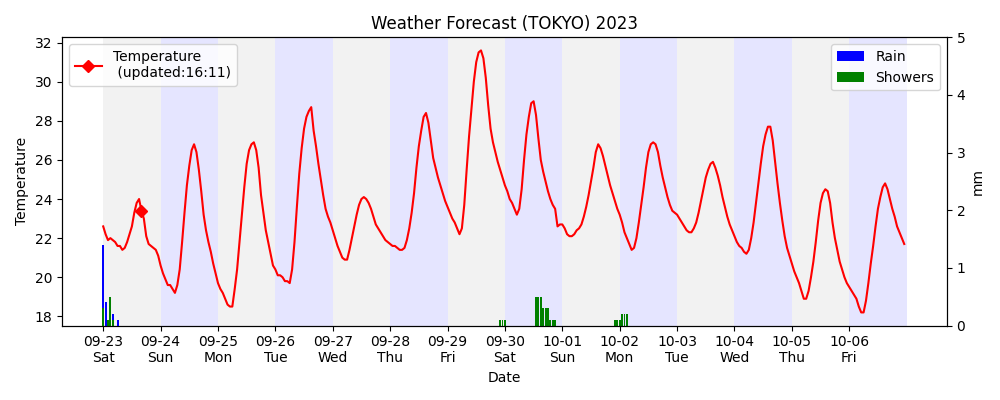 Weather Forecast (TOKYO) 2023
Temperature
(updated:16:11)
Rain
Showers
Temperature
32
30
28
26
24
22
20
18
5
4
3
2
1
0
mm
09-23 09-24 09-25 09-26 09-27 09-28 09-29 09-30 10-01 10-02 10-03 10-04 10-05 10-06
Sat Sun Mon Tue Wed Thu Fri Sat Sun Mon Tue Wed Thu Fri
Date